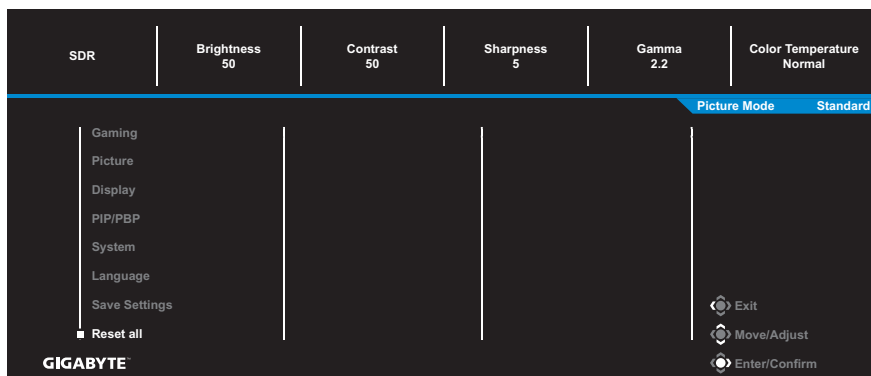 SDR
Brightness
50
Contrast
50
Sharpness
5
Gamma
2.2
Color Temperature
Normal
Picture Mode Standard
Gaming
Picture
Display
PIP/PBP
System
Language
Save Settings
Reset all
Exit
Move/Adjust
Enter/Confirm
GIGABYTE™